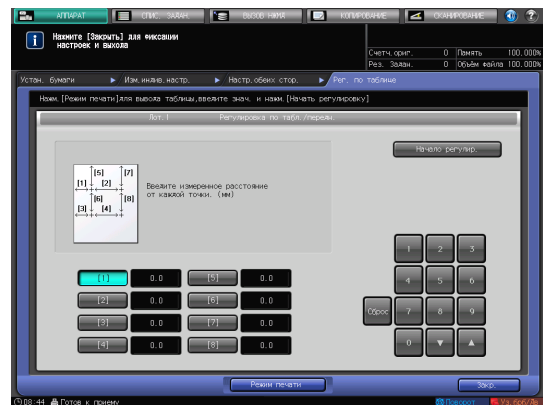 АППАРАТ
СПИС. ЗАДАН.
КОПИРОВАНИЕ
СКАНИРОВАНИЕ
Нажмите [Закрыть] для фиксации
настроек и выхода
Счетч. ориг. 0 Память 100.000%
Рез. Задан. 0 Объём файла 100.000%
Устан. бумаги Изм.индив.настр. Настр.обеих стор. Рег. по таблице
Наж.[Режим печати]для вывода таблицы,введите знач. и нажм.[Начать регулировку]
Лот.1 Регулировка по табл./передн.
Начало регулир.
[5] [7]
[1] [2]
[6] [8]
[3] [4]
Введите измеренное расстояние
от каждой точки. (мм)
[1] 0.0 [5] 0.0
[2] 0.0 [6] 0.0
[3] 0.0 [7] 0.0
[4] 0.0 [8] 0.0
1 2 3
4 5 6
Сброс 7 8 9
0
Режим печати
Закр.
08:44 Готов к приему
Поворот